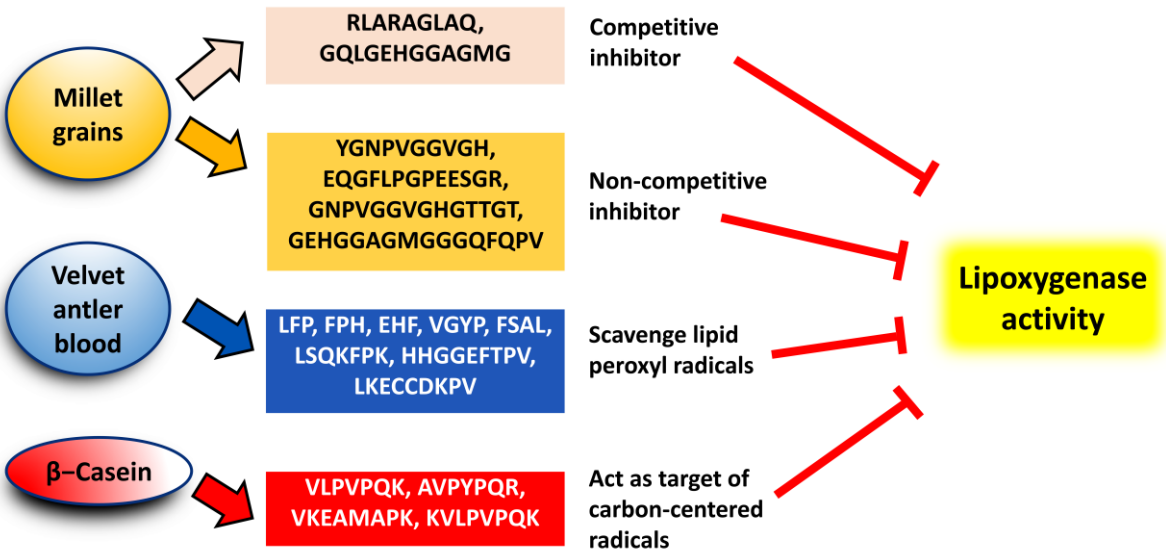 Millet
grains
RLARAGLAQ,
GQLGEHGGAGMG
Competitive
inhibitor
YGNPVGGVGH,
EQGFLPGPEESGR,
GNPVGGVGHGTTGT,
GEHGGAGMGGGQFQPV
Non-competitive
inhibitor
Velvet
antler
blood
LFP, FPH, EHF, VGYP, FSAL,
LSQKFPK, HHGGEFTPV,
LKECCDKPV
Scavenge lipid
peroxyl radicals
β–Casein
VLPVPQK, AVPYPQR,
VKEAMAPK, KVLPVPQK
Act as target of
carbon-centered
radicals
Lipoxygenase
activity